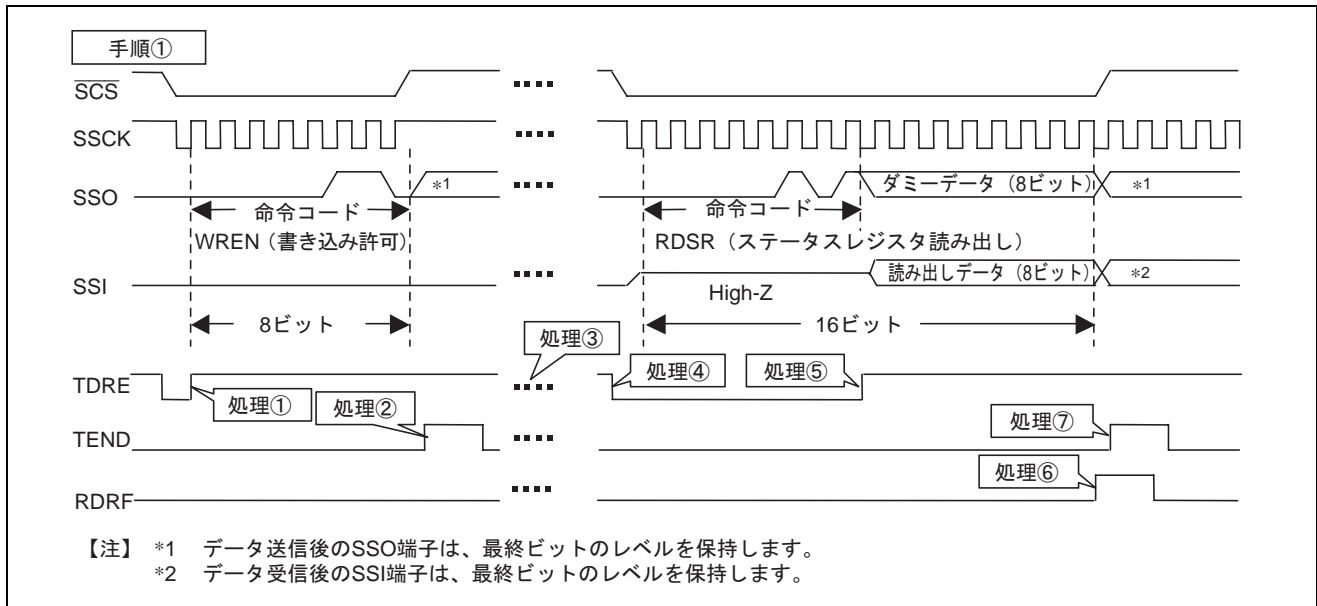 手順①
SCS
SSCK
SSO
*1
ダミーデータ（8ビット）
*1
命令コード
WREN（書き込み許可）
命令コード
RDSR（ステータスレジスタ読み出し）
SSI
High-Z
読み出しデータ（8ビット）
*2
8ビット
16ビット
処理③
TDRE
処理①
処理②
処理④
処理⑤
TEND
処理⑦
RDRF
処理⑥
【注】 *1 データ送信後のSSO端子は、最終ビットのレベルを保持します。
*2 データ受信後のSSI端子は、最終ビットのレベルを保持します。